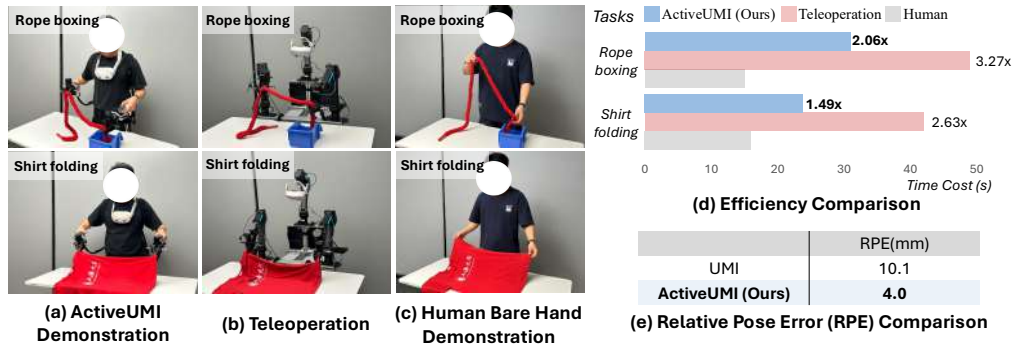 Rope boxing
Rope boxing
Rope boxing
Shirt folding
Shirt folding
Shirt folding
(a) ActiveUMI
Demonstration
(b) Teleoperation
(c) Human Bare Hand
Demonstration
Tasks
ActiveUMI (Ours)
Teleoperation
Human
Rope
boxing
2.06x
3.27x
Shirt
folding
1.49x
2.63x
0 10 20 30 40 50
Time Cost (s)
(d) Efficiency Comparison
RPE(mm)
UMI 10.1
ActiveUMI (Ours) 4.0
(e) Relative Pose Error (RPE) Comparison